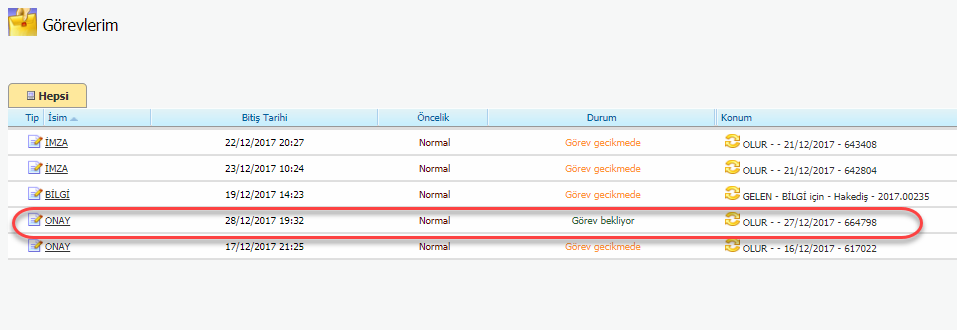 Görevlerim
Hepsi
Tip İsim Bitiş Tarihi Öncelik Durum Konum
İMZA 22/12/2017 20:27 Normal Görev gecikmede OLUR - - 21/12/2017 - 643408
İMZA 23/12/2017 10:24 Normal Görev gecikmede OLUR - - 21/12/2017 - 642804
BİLGİ 19/12/2017 14:23 Normal Görev gecikmede GELEN - BİLGİ için - Hakediş - 2017.00235
ONAY 28/12/2017 19:32 Normal Görev bekliyor OLUR - - 27/12/2017 - 664798
ONAY 17/12/2017 21:25 Normal Görev gecikmede OLUR - - 16/12/2017 - 617022